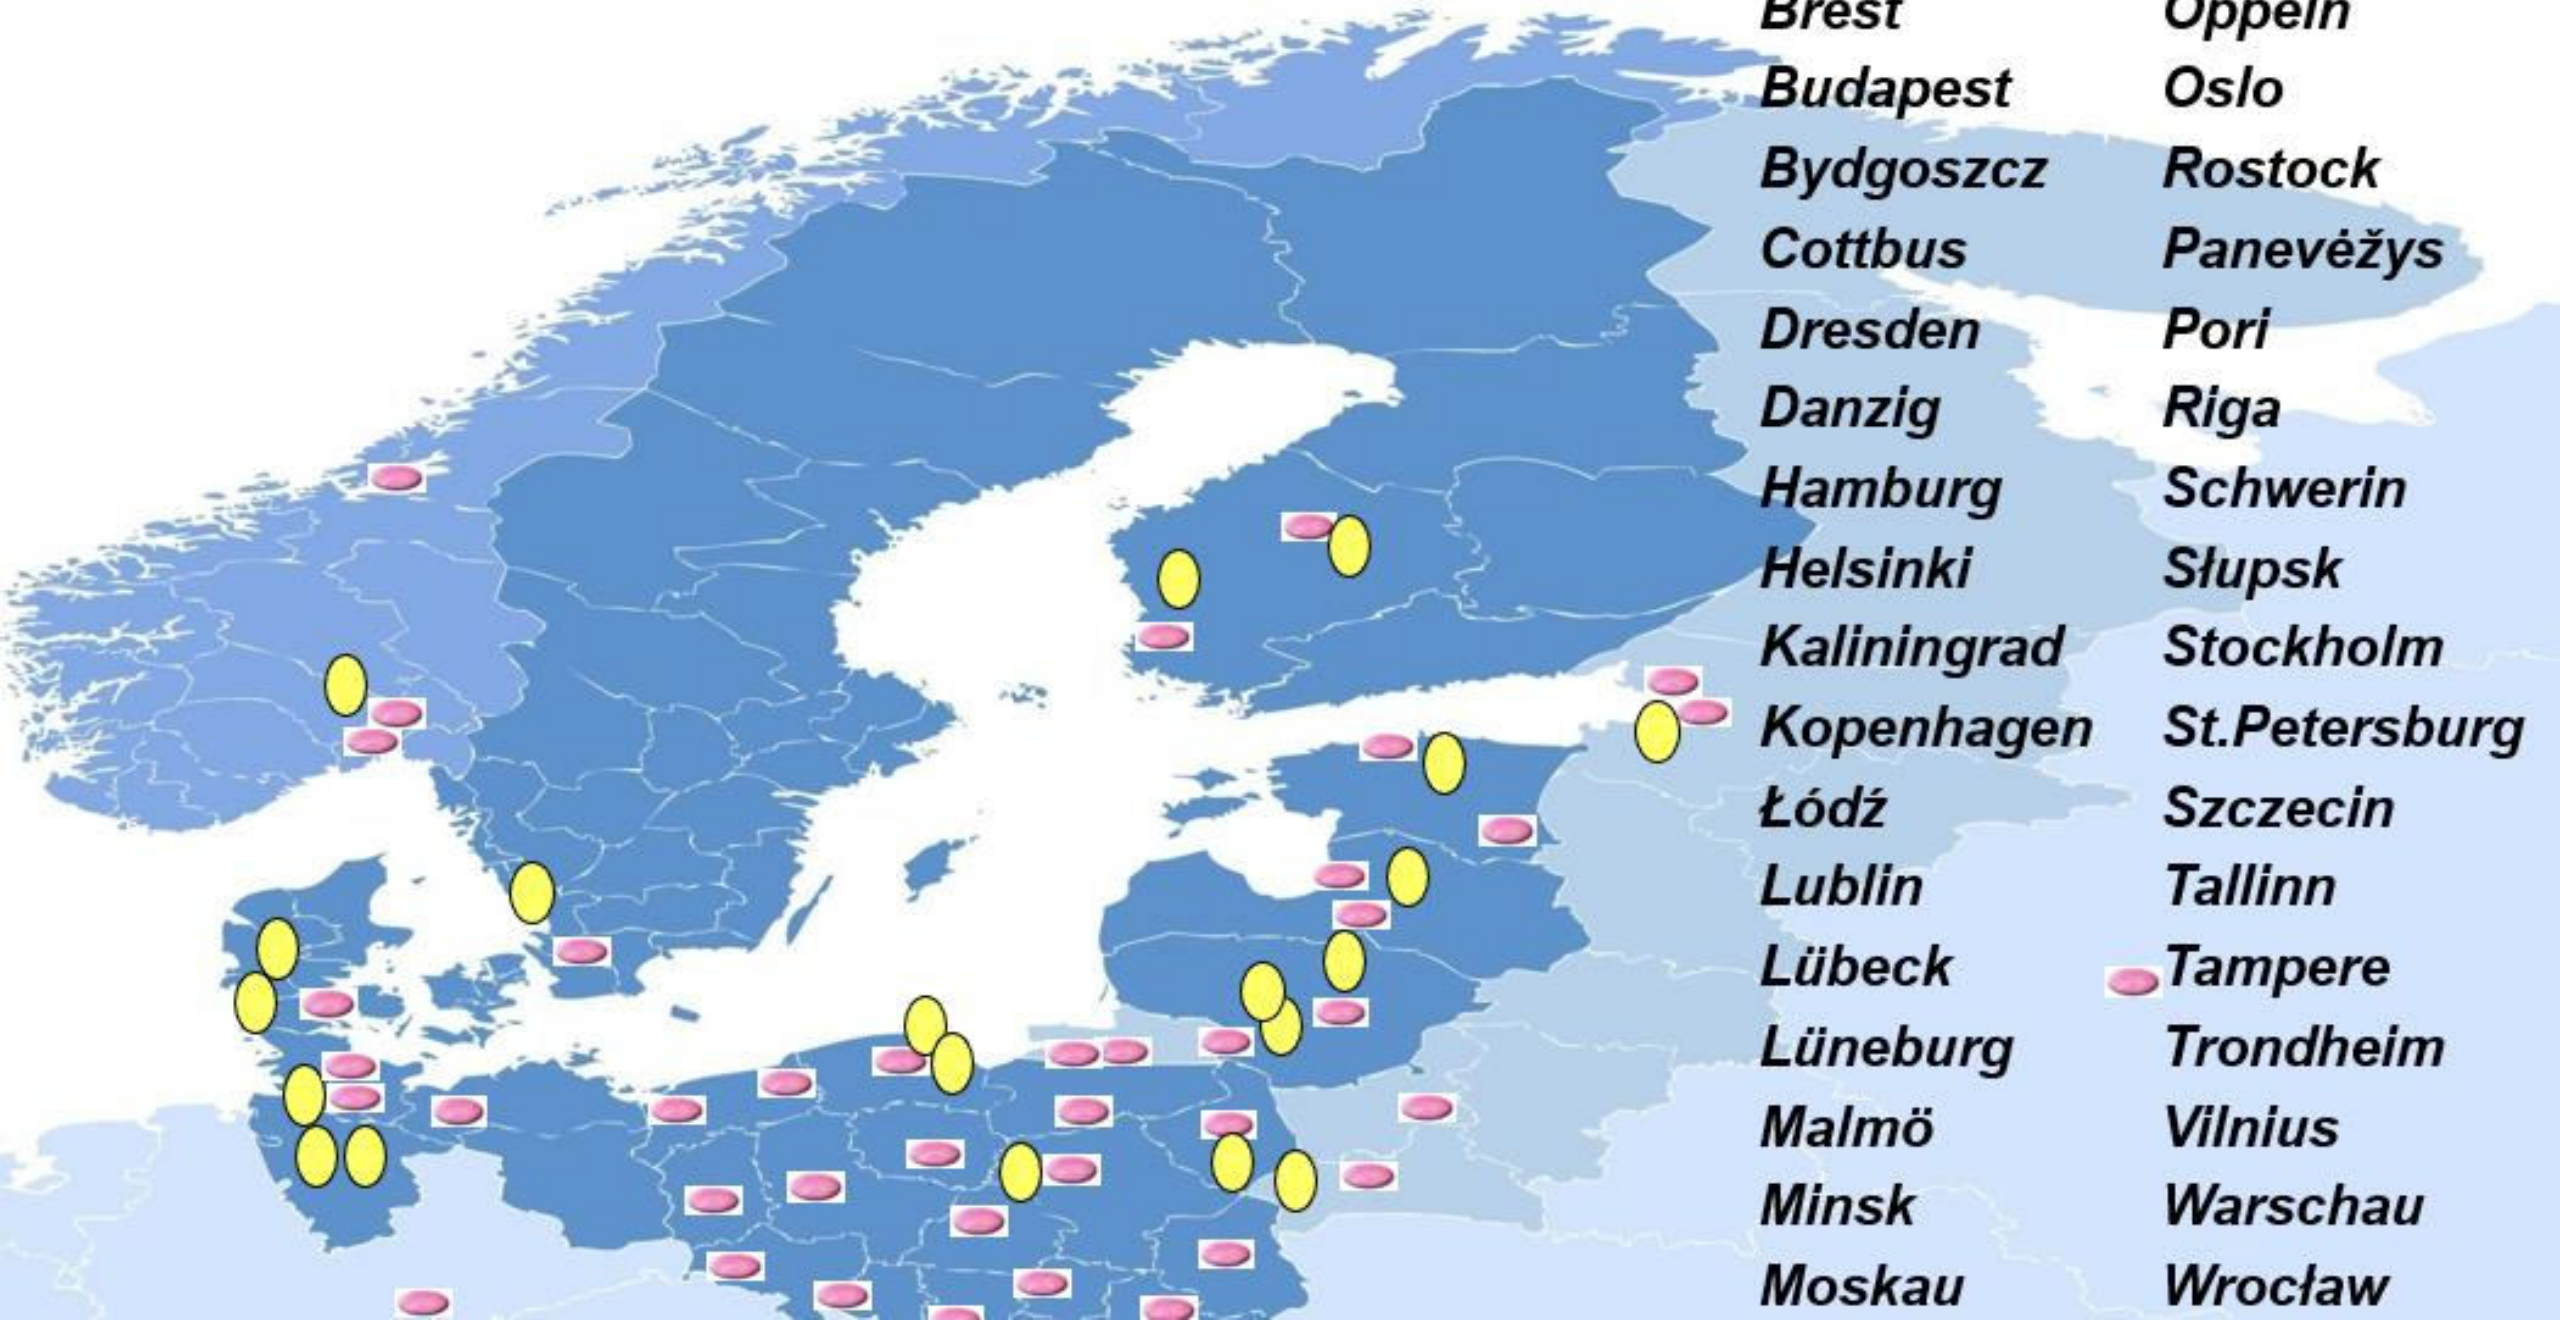 Brest
Budapest
Bydgoszcz
Cottbus
Dresden
Danzig
Hamburg
Helsinki
Kaliningrad
Kopenhagen
Łódź
Lublin
Lübeck
Lüneburg
Malmö
Minsk
Moskau
Oppeln
Oslo
Rostock
Panevėžys
Pori
Riga
Schwerin
Słupsk
Stockholm
St.Petersburg
Szczecin
Tallinn
Tampere
Trondheim
Vilnius
Warschau
Wrocław